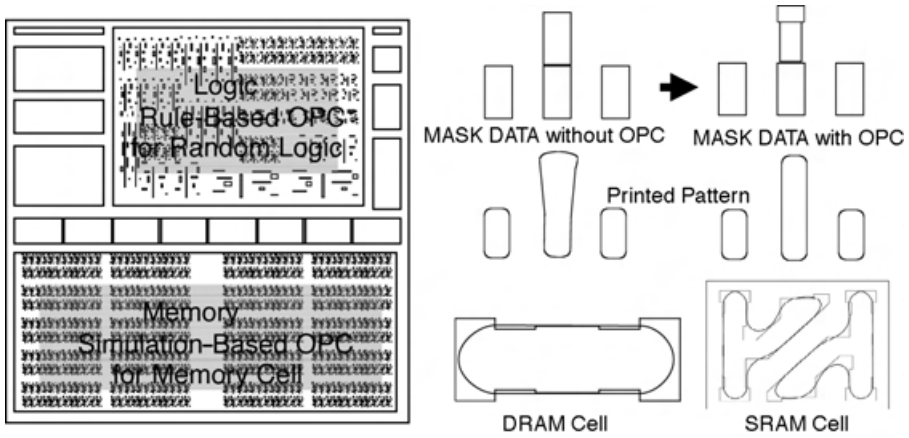 Logic
Rule-Based OPC
for Random Logic
Memory
Simulation-Based OPC
for Memory Cell
MASK DATA without OPC
MASK DATA with OPC
Printed Pattern
DRAM Cell
SRAM Cell